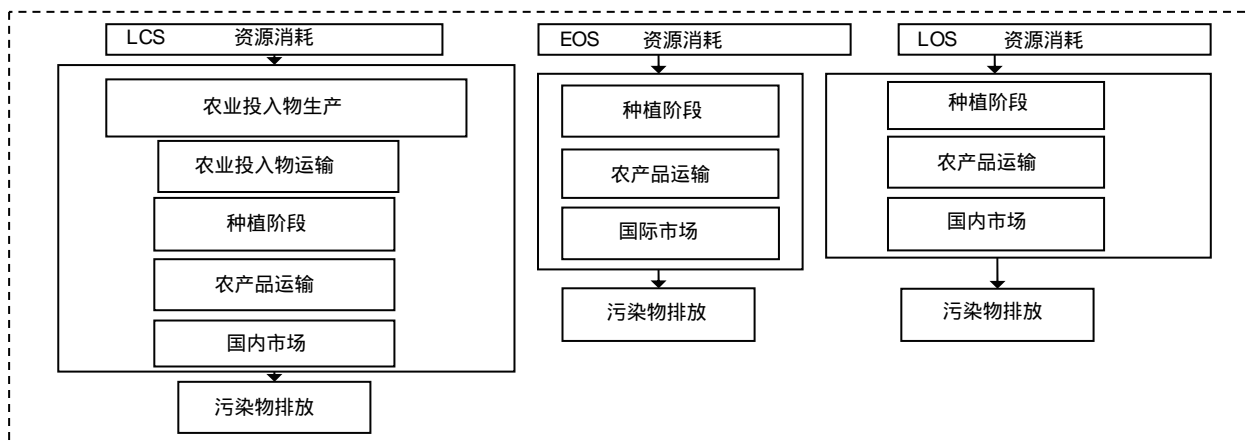 LCS 资源消耗
农业投入物生产
农业投入物运输
种植阶段
农产品运输
国内市场
污染物排放
EOS 资源消耗
种植阶段
农产品运输
国际市场
污染物排放
LOS 资源消耗
种植阶段
农产品运输
国内市场
污染物排放